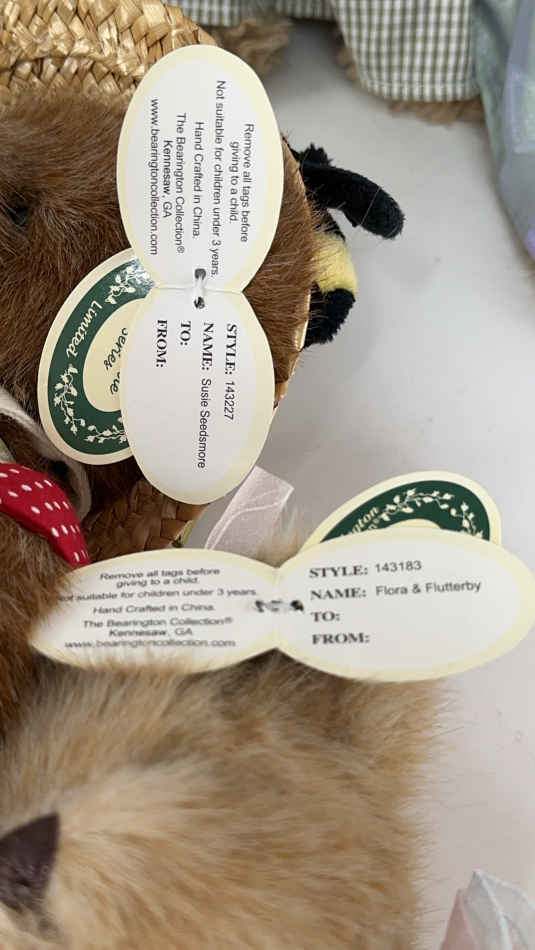 Remove all tags before
giving to a child.
Not suitable for children under 3 years.
Hand Crafted in China.
The Bearington Collection®
Kennesaw, GA
www.bearingtoncollection.com
STYLE: 143227
NAME: Susie Seedsmore
TO:
FROM:
Limited
Series
Remove all tags before
giving to a child.
Not suitable for children under 3 years.
Hand Crafted in China.
The Bearington Collection®
Kennesaw, GA
www.bearingtoncollection.com
STYLE: 143183
NAME: Flora & Flutterby
TO:
FROM: